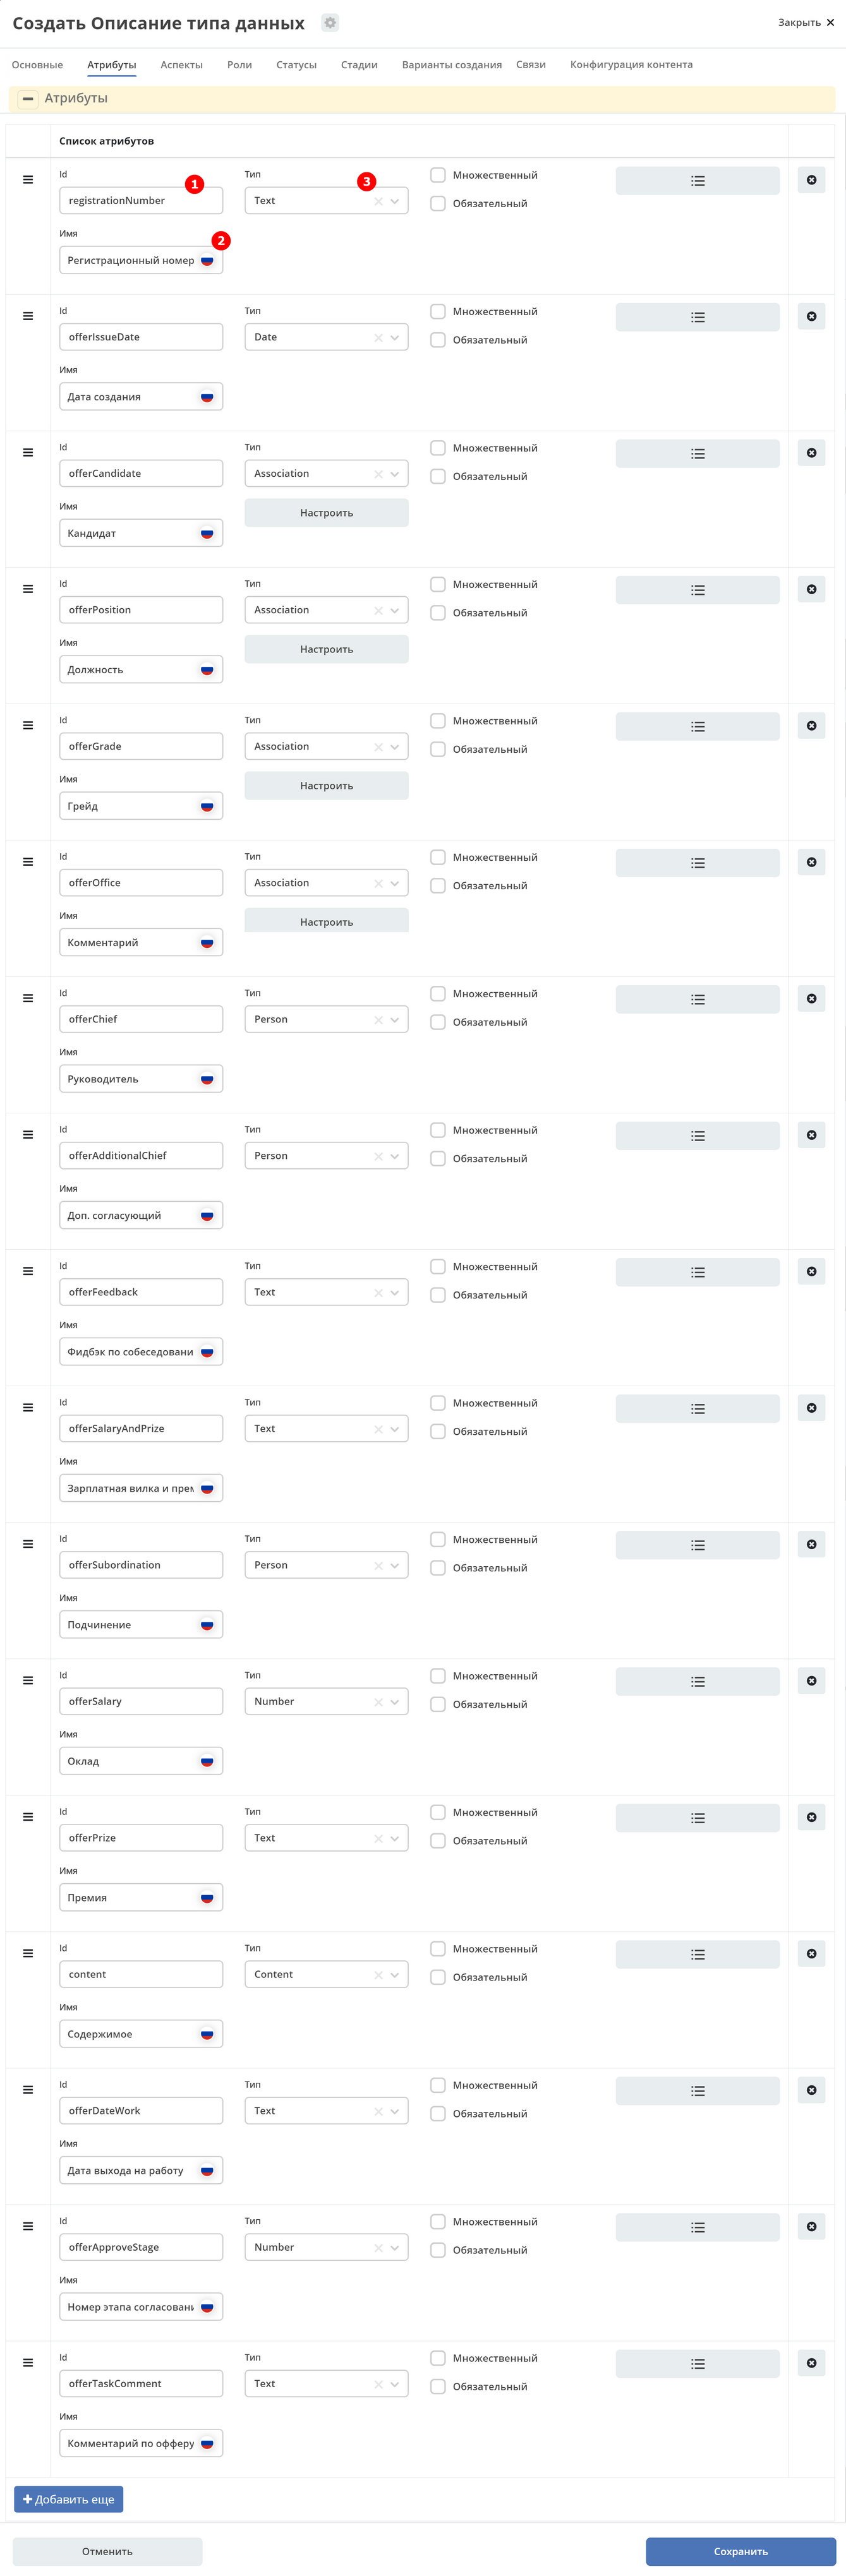 Создать Описание типа данных
Закрыть
Основные Атрибуты Аспекты Роли Статусы Стадии Варианты создания Связи Конфигурация контента
Атрибуты
Список атрибутов
Id Тип Множественный
1 3
registrationNumber Text Обязательный
Имя
2
Регистрационный номер
Id Тип Множественный
offerIssueDate Date Обязательный
Имя
Дата создания
Id Тип Множественный
offerCandidate Association Обязательный
Имя Настроить
Кандидат
Id Тип Множественный
offerPosition Association Обязательный
Имя Настроить
Должность
Id Тип Множественный
offerGrade Association Обязательный
Имя Настроить
Грейд
Id Тип Множественный
offerOffice Association Обязательный
Имя Настроить
Комментарий
Id Тип Множественный
offerChief Person Обязательный
Имя
Руководитель
Id Тип Множественный
offerAdditionalChief Person Обязательный
Имя
Доп. согласующий
Id Тип Множественный
offerFeedback Text Обязательный
Имя
Фидбэк по собеседовани
Id Тип Множественный
offerSalaryAndPrize Text Обязательный
Имя
Зарплатная вилка и прем
Id Тип Множественный
offerSubordination Person Обязательный
Имя
Подчинение
Id Тип Множественный
offerSalary Number Обязательный
Имя
Оклад
Id Тип Множественный
offerPrize Text Обязательный
Имя
Премия
Id Тип Множественный
content Content Обязательный
Имя
Содержимое
Id Тип Множественный
offerDateWork Text Обязательный
Имя
Дата выхода на работу
Id Тип Множественный
offerApproveStage Number Обязательный
Имя
Номер этапа согласовани
Id Тип Множественный
offerTaskComment Text Обязательный
Имя
Комментарий по офферу
Добавить еще
Отменить Сохранить